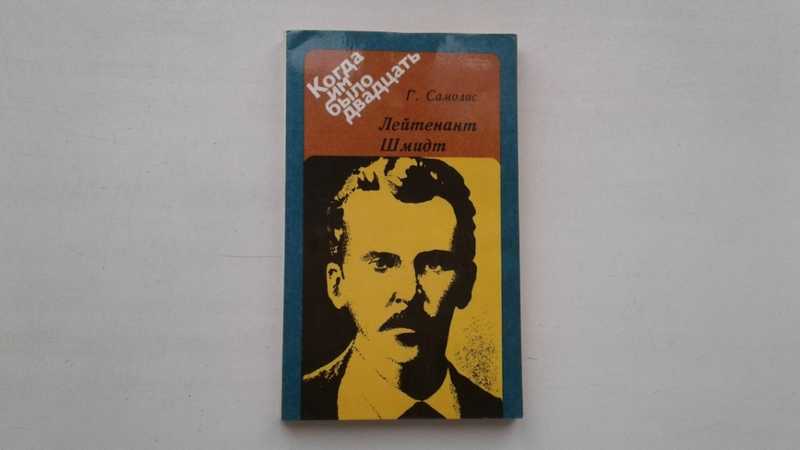 Когда
им
было
двадцать
Г. Самолис
Лейтенант
Шмидт